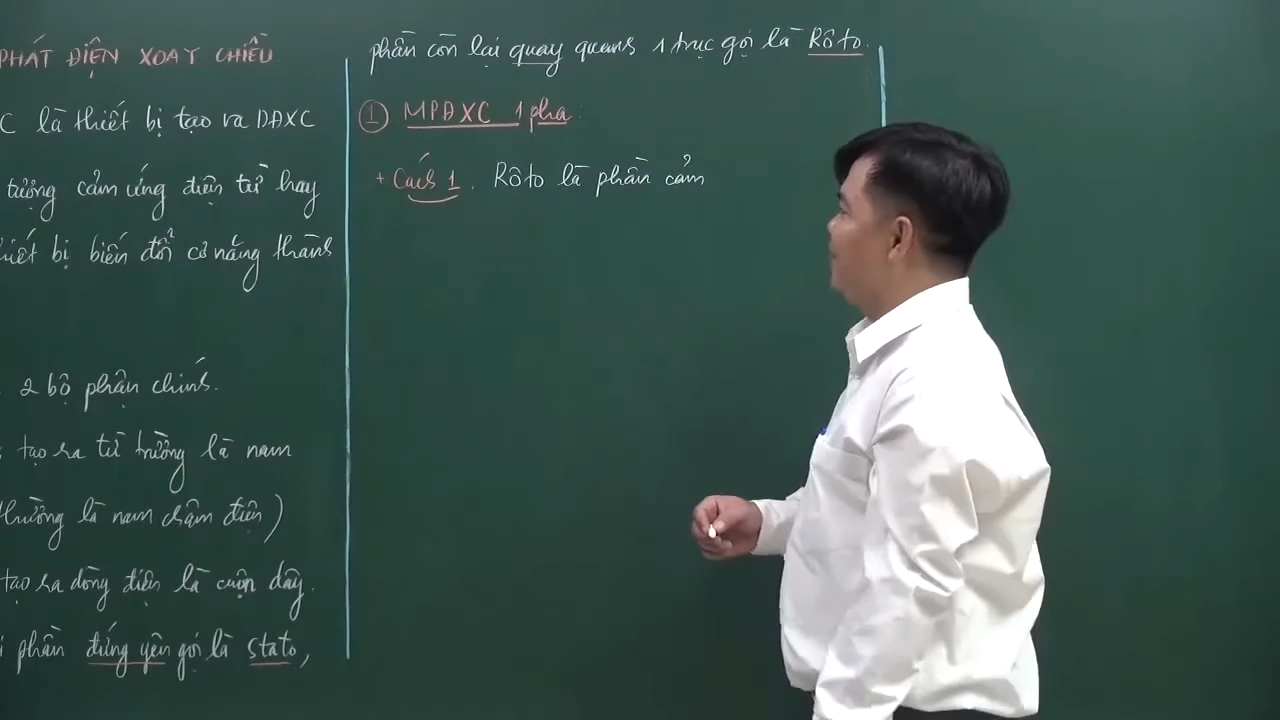 PHÁT ĐIỆN XOAY CHIỀU
C là thiết bị tạo ra DĐXC
tượng cảm ứng điện từ hay
thiết bị biến đổi cơ năng thành
2 bộ phận chính.
tạo ra từ trường là nam
thường là nam châm điện)
tạo ra dòng điện là cuộn dây.
phần đứng yên gọi là stato,
phần còn lại quay quanh 1 trục gọi là Rôto.
① MPĐXC 1 pha
+ Cách 1. Rôto là phần cảm